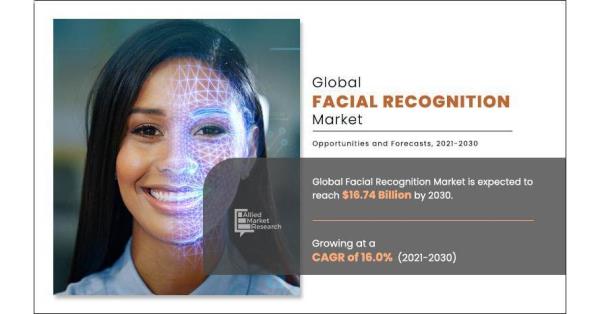 Global
FACIAL RECOGNITION
Market
Opportunities and Forecasts, 2021-2030
Global Facial Recognition Market is expected to
reach $16.74 Billion by 2030.
Allied
Market
Research
Growing at a
CAGR of 16.0% (2021-2030)